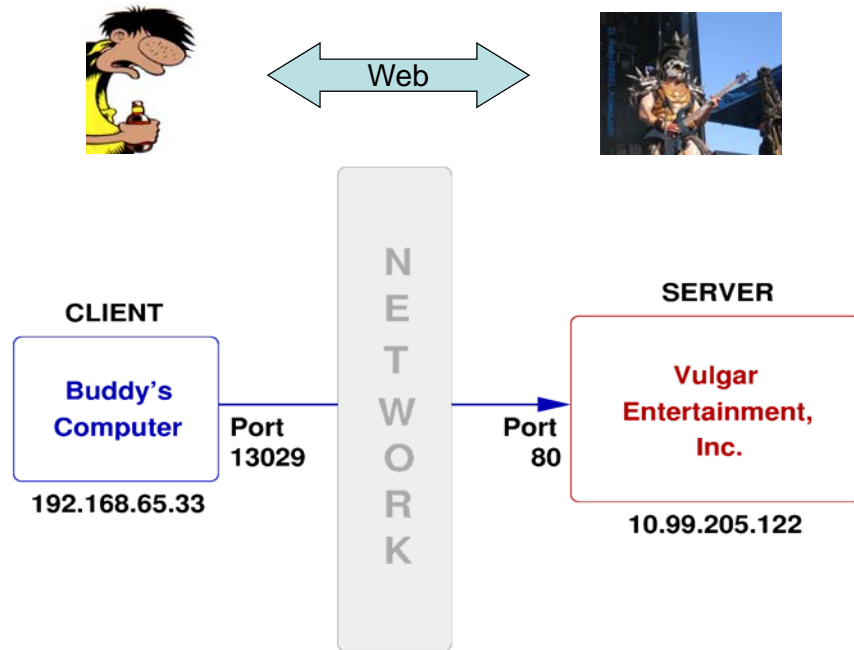 Web
CLIENT
Buddy's
Computer
Port
13029
192.168.65.33
N
E
T
W
O
R
K
SERVER
Vulgar
Entertainment,
Inc.
Port
80
10.99.205.122